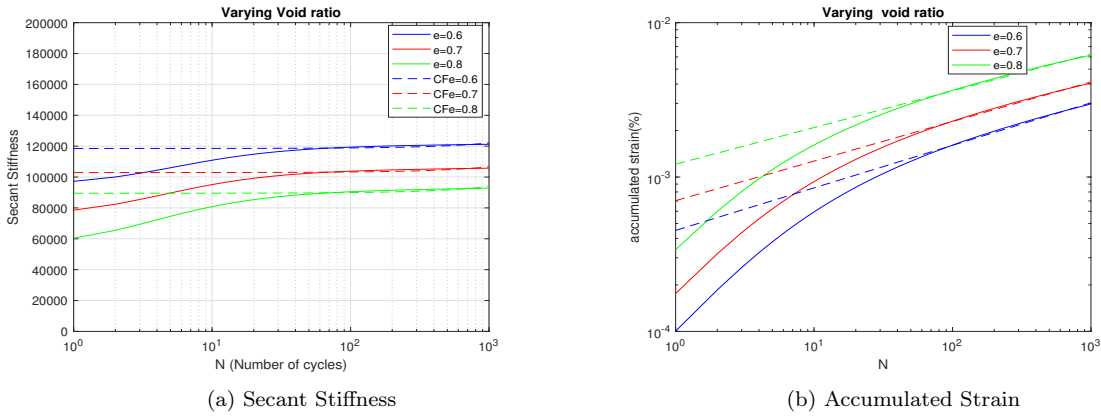 Varying Void ratio
200000
180000
160000
140000
120000
100000
80000
60000
40000
20000
0
Secant Stiffness
e=0.6
e=0.7
e=0.8
CFe=0.6
CFe=0.7
CFe=0.8
10^0
10^1
10^2
10^3
N (Number of cycles)
(a) Secant Stiffness
Varying void ratio
10^-2
10^-3
10^-4
accumulated strain(%)
e=0.6
e=0.7
e=0.8
10^0
10^1
10^2
10^3
N
(b) Accumulated Strain